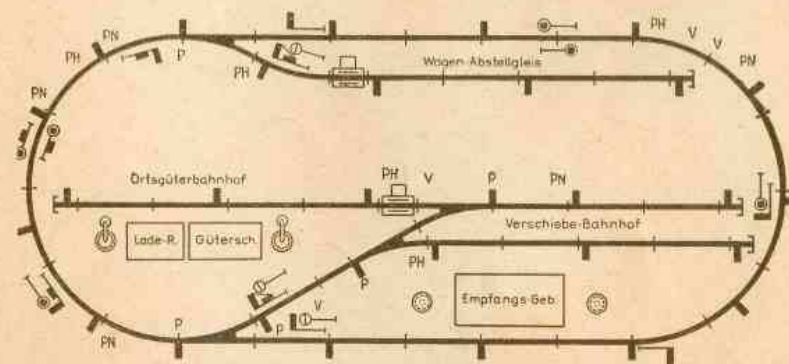 PH
PN
P
PH
V
V
PN
PH
PN
PH
Wagen-Abstellgleis
Ortsgüterbahnhof
PH
V
P
PN
Verschiebe-Bahnhof
Lade-R.
Gütersch.
PH
P
Empfangs-Geb.
V
P
PN
P